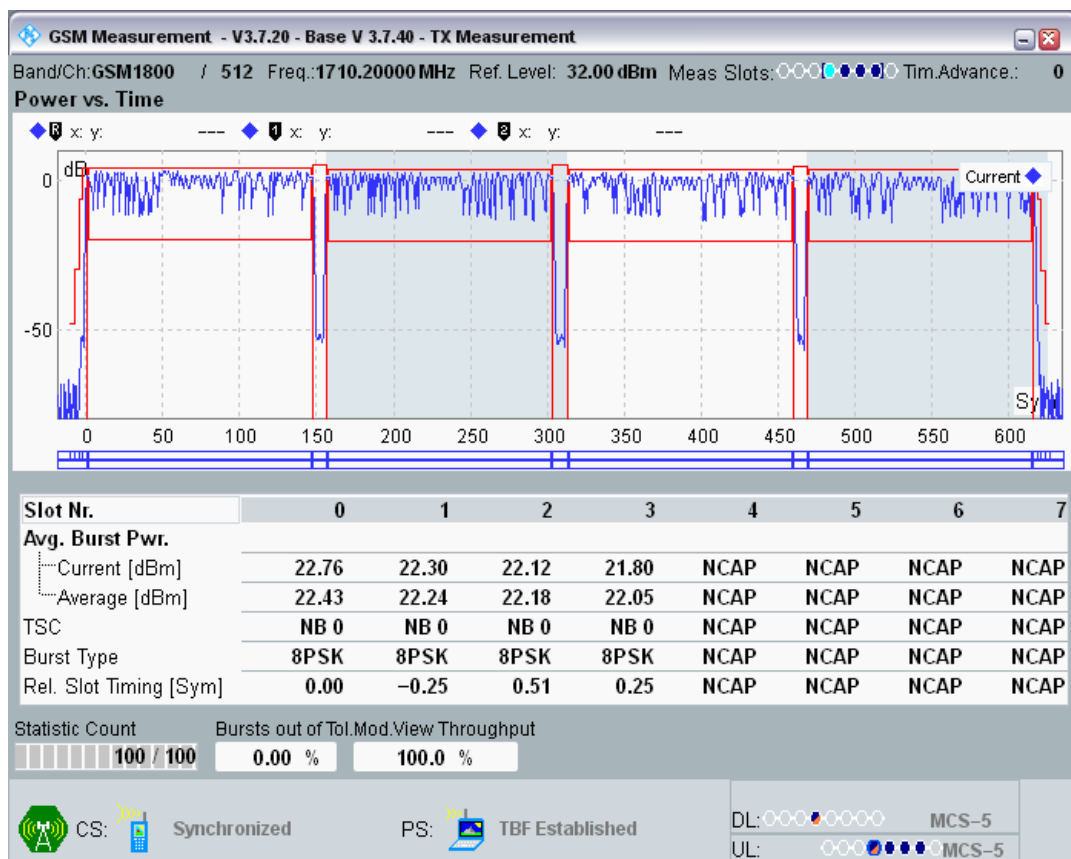 GSM Measurement - V3.7.20 - Base V 3.7.40 - TX Measurement
Band/Ch:GSM1800 / 512 Freq.:1710.20000 MHz Ref. Level: 32.00 dBm Meas Slots: Tim.Advance.: 0
Power vs. Time
R x: y: --- 1 x: y: --- 2 x: y: ---
dB
Current
0
-50
0 50 100 150 200 250 300 350 400 450 500 550 600
Slot Nr. 0 1 2 3 4 5 6 7
Avg. Burst Pwr.
Current [dBm] 22.76 22.30 22.12 21.80 NCAP NCAP NCAP NCAP
Average [dBm] 22.43 22.24 22.18 22.05 NCAP NCAP NCAP NCAP
TSC NB 0 NB 0 NB 0 NB 0 NCAP NCAP NCAP NCAP
Burst Type 8PSK 8PSK 8PSK 8PSK NCAP NCAP NCAP NCAP
Rel. Slot Timing [Sym] 0.00 −0.25 0.51 0.25 NCAP NCAP NCAP NCAP
Statistic Count Bursts out of Tol.Mod.View Throughput
100 / 100 0.00 % 100.0 %
CS: Synchronized PS: TBF Established DL: MCS−5
UL: MCS−5